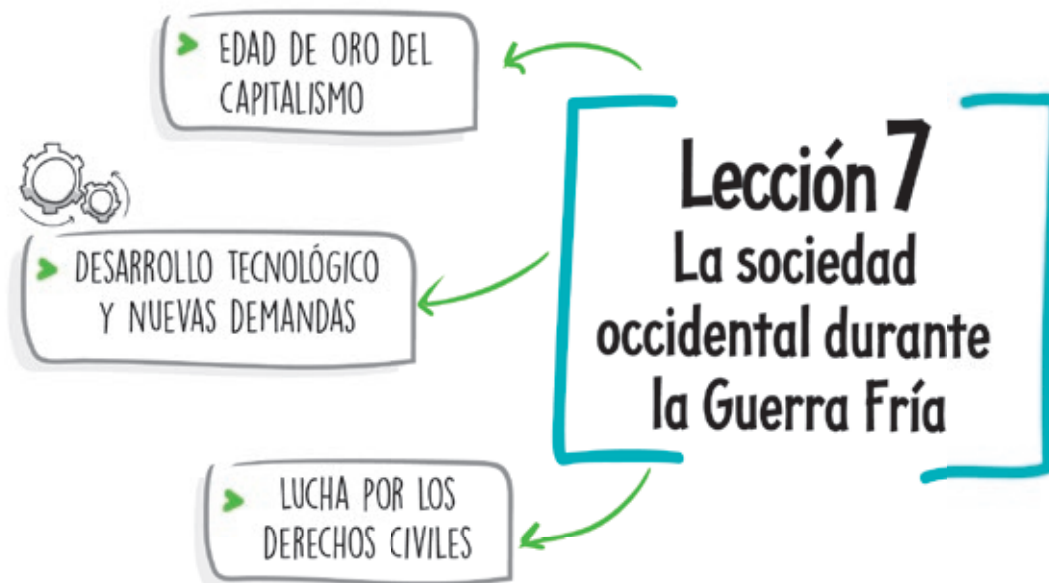 EDAD DE ORO DEL
CAPITALISMO
DESARROLLO TECNOLÓGICO
Y NUEVAS DEMANDAS
LUCHA POR LOS
DERECHOS CIVILES
Lección 7
La sociedad
occidental durante
la Guerra Fría